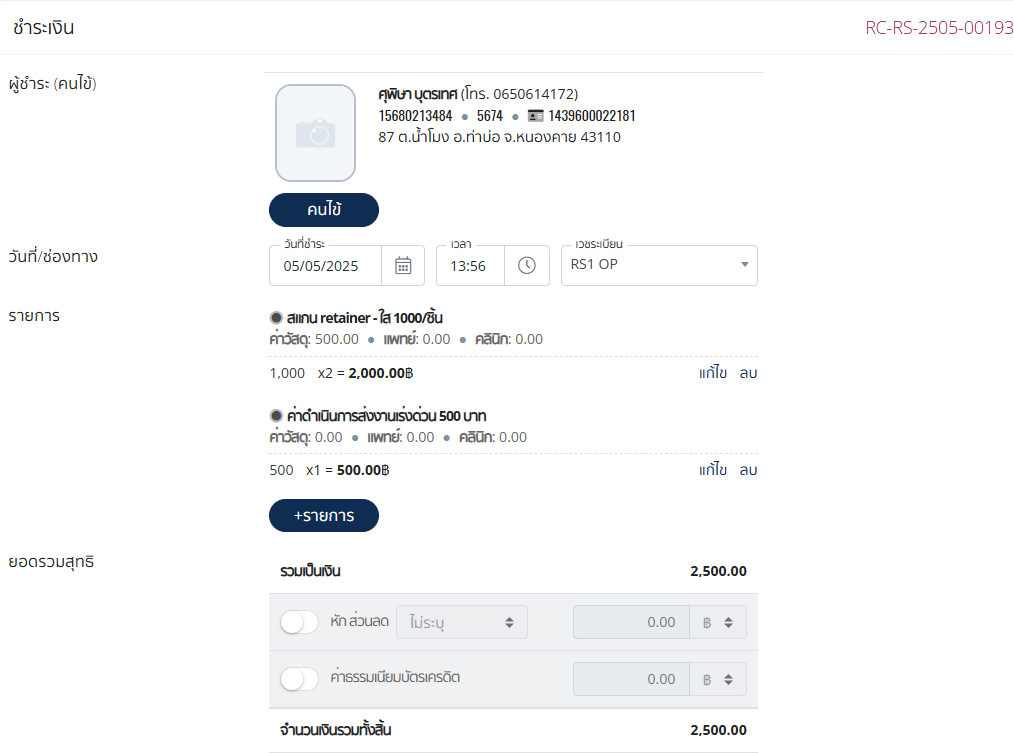 ชำระเงิน
RC-RS-2505-00193
ผู้ชำระ (คนไข้)
ศุพิษา บุตรเทศ (โทร. 0650614172)
15680213484 ● 5674 ● 1439600022181
87 ต.น้ำโมง อ.ท่าบ่อ จ.หนองคาย 43110
คนไข้
วันที่/ช่องทาง
วันที่ชำระ
05/05/2025
เวลา
13:56
เวชระเบียน
RS1 OP
รายการ
สแกน retainer - ใส 1000/ชิ้น
ค่าวัสดุ: 500.00 ● แพทย์: 0.00 ● คลินิก: 0.00
1,000 x2 = 2,000.00฿ แก้ไข ลบ
ค่าดำเนินการส่งงานเร่งด่วน 500 บาท
ค่าวัสดุ: 0.00 ● แพทย์: 0.00 ● คลินิก: 0.00
500 x1 = 500.00฿ แก้ไข ลบ
+รายการ
ยอดรวมสุทธิ
รวมเป็นเงิน 2,500.00
หัก ส่วนลด ไม่ระบุ 0.00 ฿
ค่าธรรมเนียมบัตรเครดิต 0.00 ฿
จำนวนเงินรวมทั้งสิ้น 2,500.00